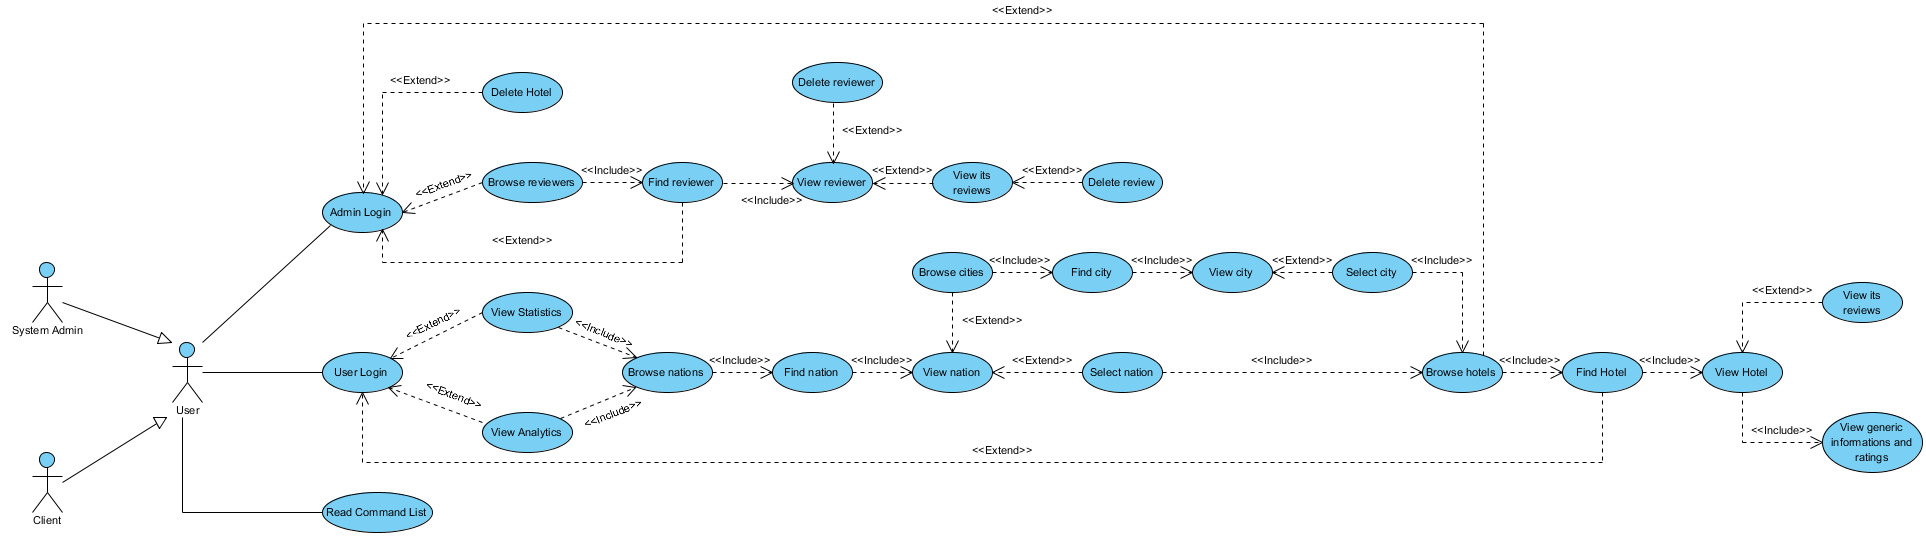 <<Extend>>
<<Extend>>
Delete Hotel
Delete reviewer
<<Extend>>
<<Extend>>
Browse reviewers
<<Include>>
Find reviewer
<<Include>>
View reviewer
<<Extend>>
View its
reviews
<<Extend>>
Delete review
Admin Login
<<Extend>>
System Admin
User
Client
User Login
<<Extend>>
View Statistics
<<Include>>
<<Extend>>
View Analytics
<<Include>>
Browse nations
<<Include>>
Find nation
<<Include>>
View nation
<<Extend>>
Browse cities
<<Include>>
Find city
<<Include>>
View city
<<Extend>>
Select city
<<Include>>
<<Extend>>
Select nation
<<Include>>
Browse hotels
<<Include>>
Find Hotel
<<Include>>
View Hotel
<<Extend>>
View its
reviews
<<Include>>
View generic
informations and
ratings
<<Extend>>
Read Command List